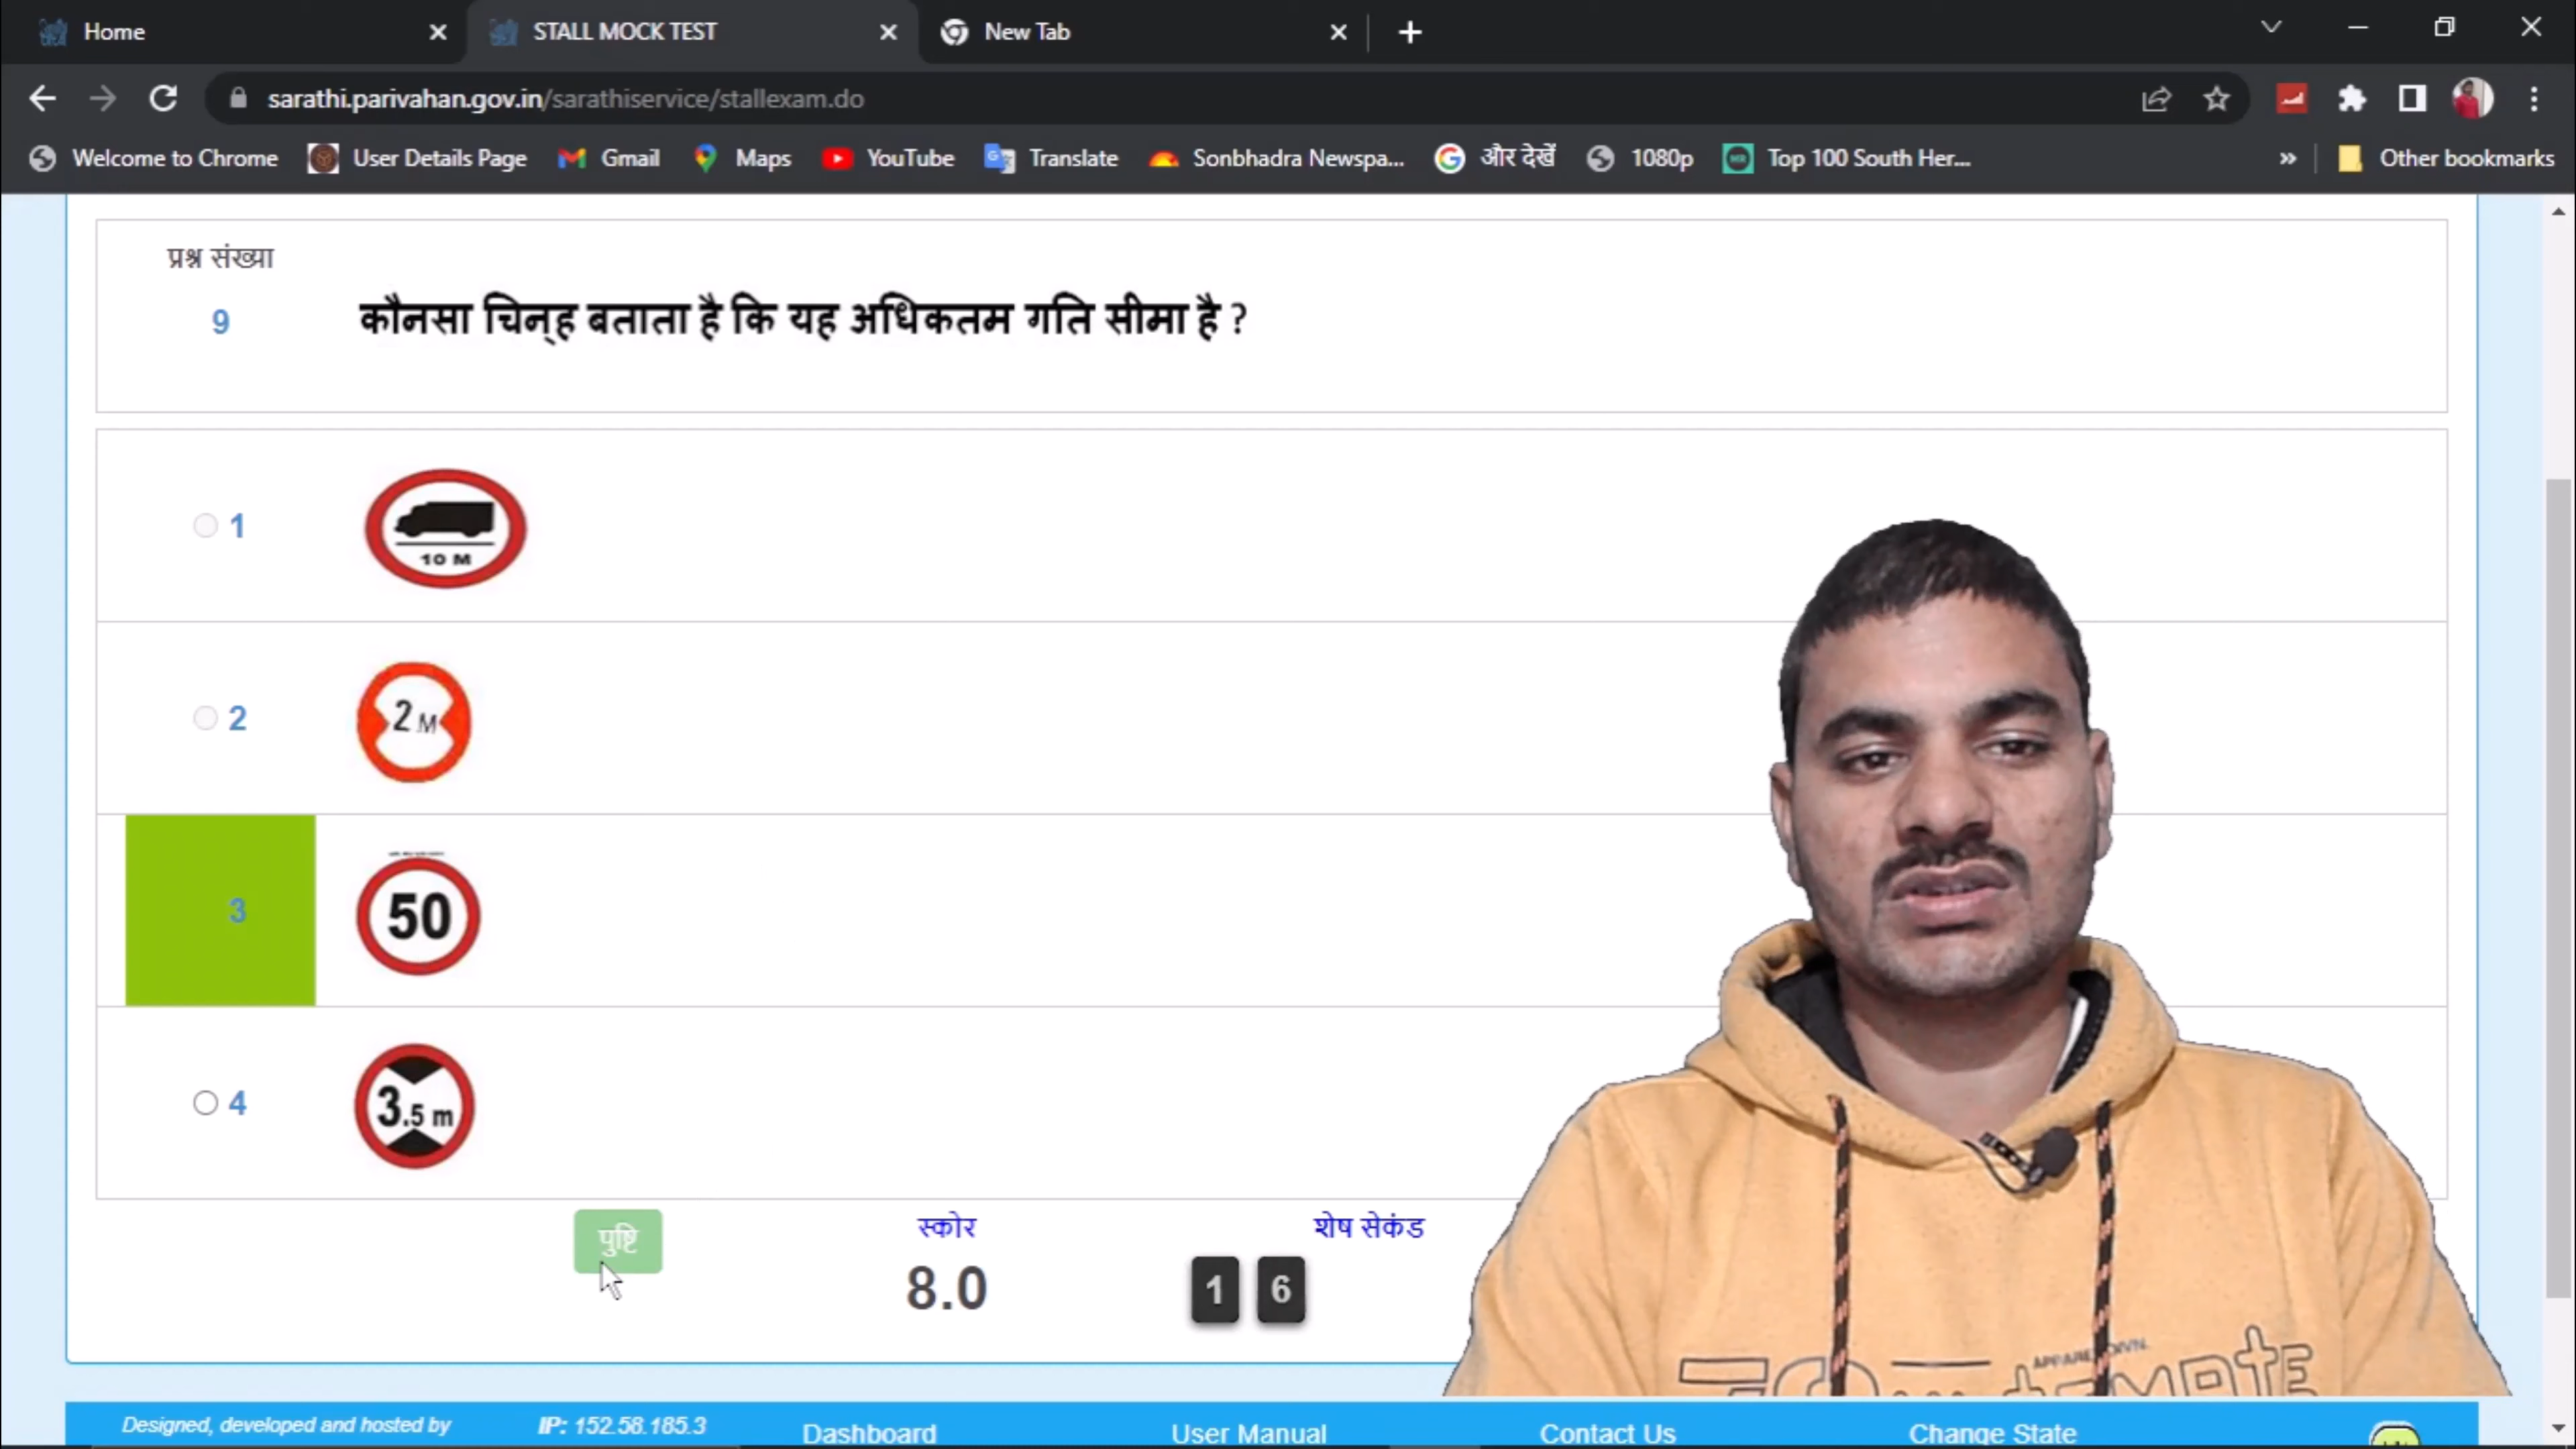 Home
STALL MOCK TEST
New Tab
sarathi.parivahan.gov.in/sarathiservice/stallexam.do
Welcome to Chrome
User Details Page
Gmail
Maps
YouTube
Translate
Sonbhadra Newspa...
और देखें
1080p
Top 100 South Her...
»
Other bookmarks
प्रश्न संख्या
9
कौनसा चिन्ह बताता है कि यह अधिकतम गति सीमा है ?
1
10 M
2
2 M
3
50
4
3.5 m
पुष्टि
स्कोर
शेष सेकंड
8.0
1 6
Designed, developed and hosted by
IP: 152.58.185.3
Dashboard
User Manual
Contact Us
Change State